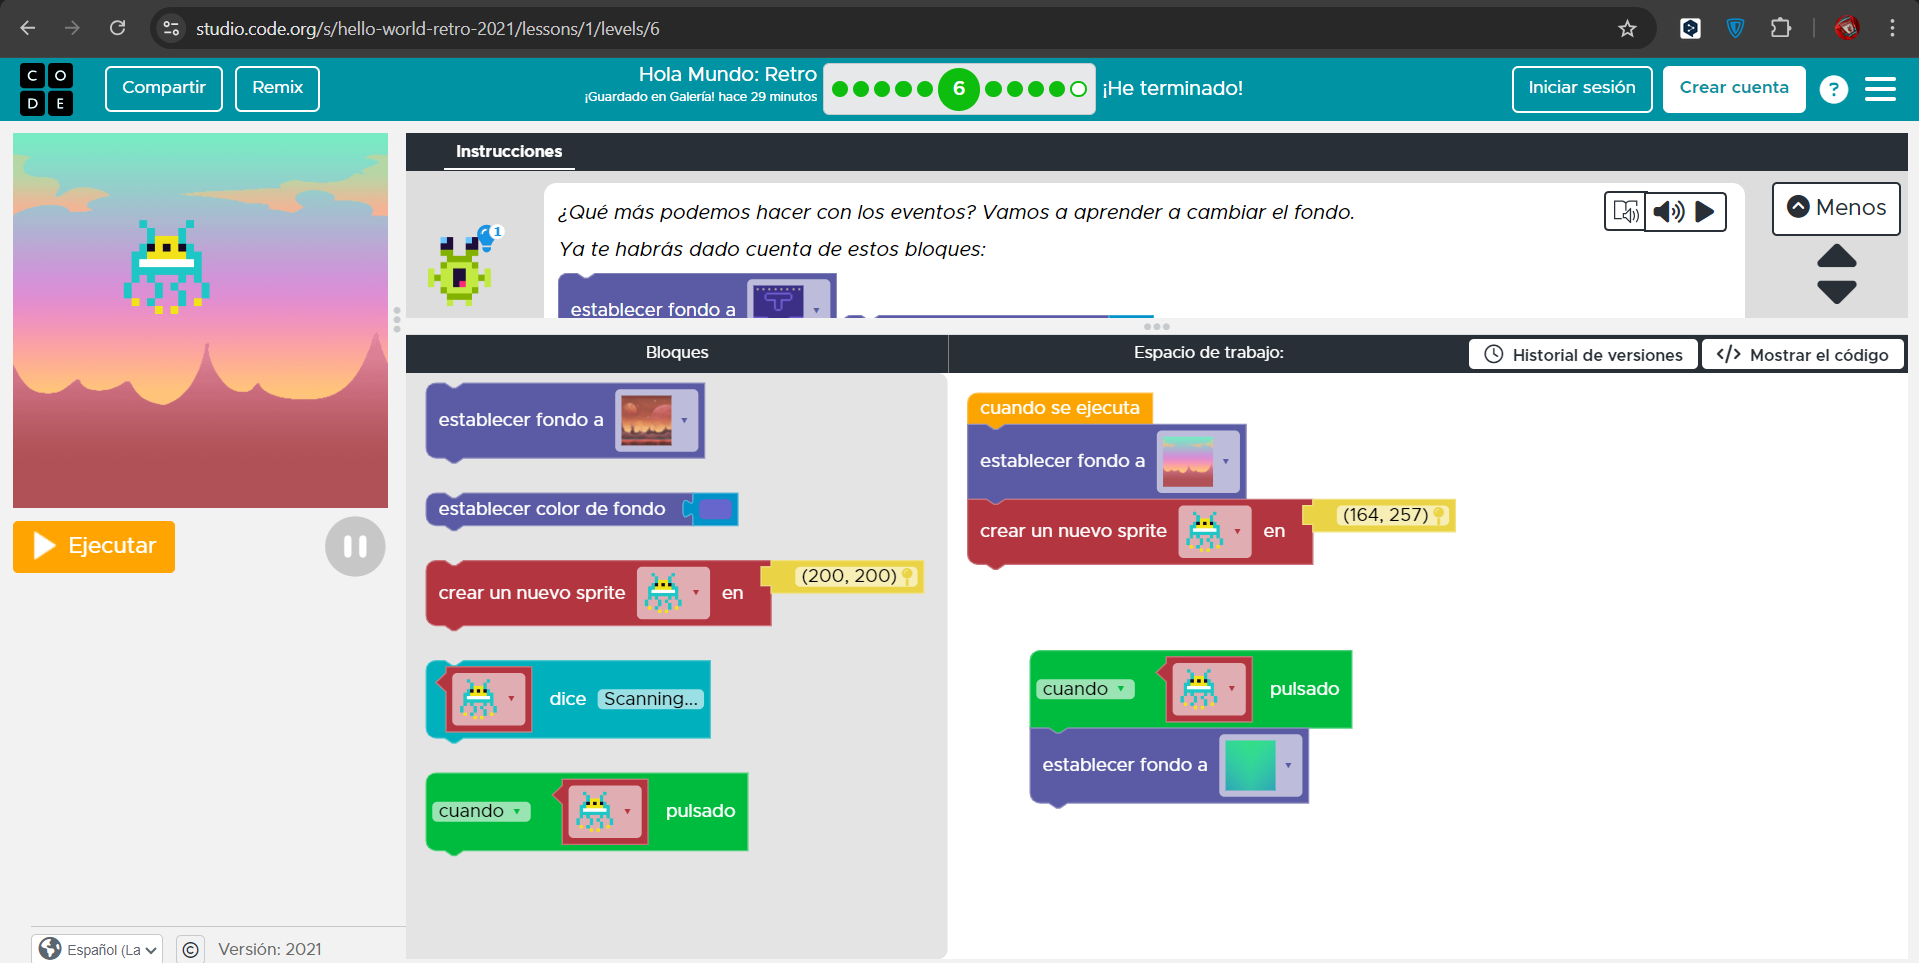 studio.code.org/s/hello-world-retro-2021/lessons/1/levels/6
CODE
Compartir
Remix
Hola Mundo: Retro
¡Guardado en Galería! hace 29 minutos
6
¡He terminado!
Iniciar sesión
Crear cuenta
?
Instrucciones
¿Qué más podemos hacer con los eventos? Vamos a aprender a cambiar el fondo.
Ya te habrás dado cuenta de estos bloques:
establecer fondo a
1
Menos
Ejecutar
Bloques
Espacio de trabajo:
Historial de versiones
</> Mostrar el código
establecer fondo a
establecer color de fondo
crear un nuevo sprite en (200, 200)
dice Scanning...
cuando pulsado
cuando se ejecuta
establecer fondo a
crear un nuevo sprite en (164, 257)
cuando pulsado
establecer fondo a
Español (La
© Versión: 2021